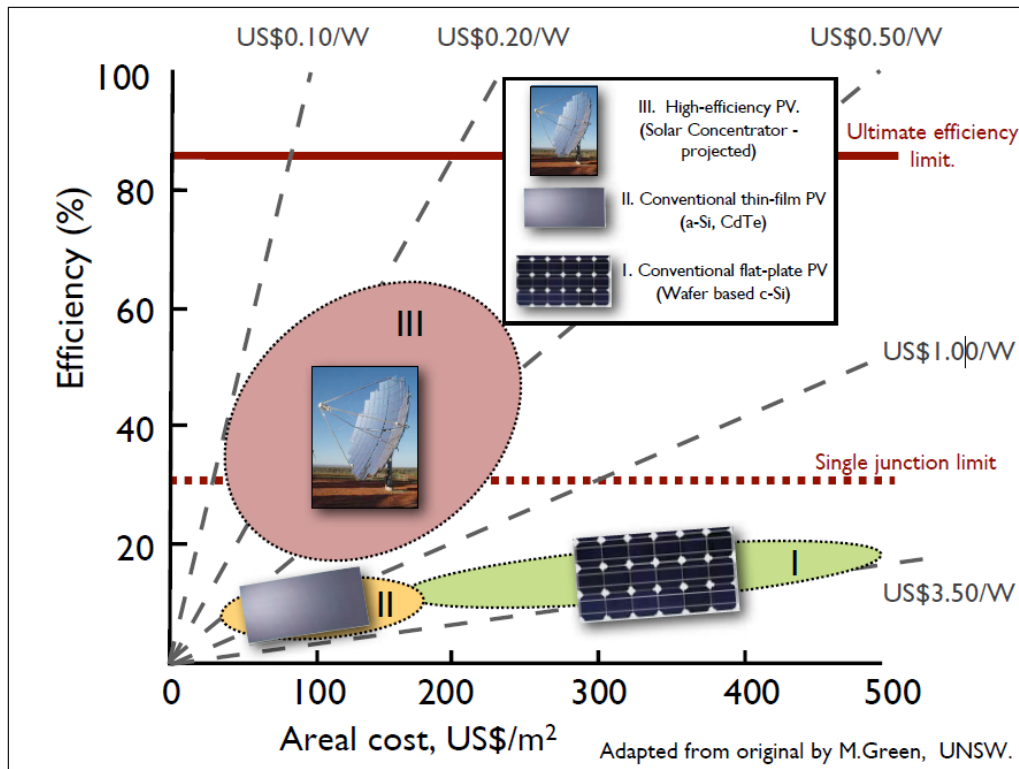 US$0.10/W
US$0.20/W
US$0.50/W
100
80
60
40
20
Efficiency (%)
III. High-efficiency PV.
(Solar Concentrator -
projected)
II. Conventional thin-film PV
(a-Si, CdTe)
I. Conventional flat-plate PV
(Wafer based c-Si)
Ultimate efficiency
limit.
III
US$1.00/W
Single junction limit
I
II
US$3.50/W
0
100
200
300
400
500
Areal cost, US$/m²
Adapted from original by M.Green, UNSW.